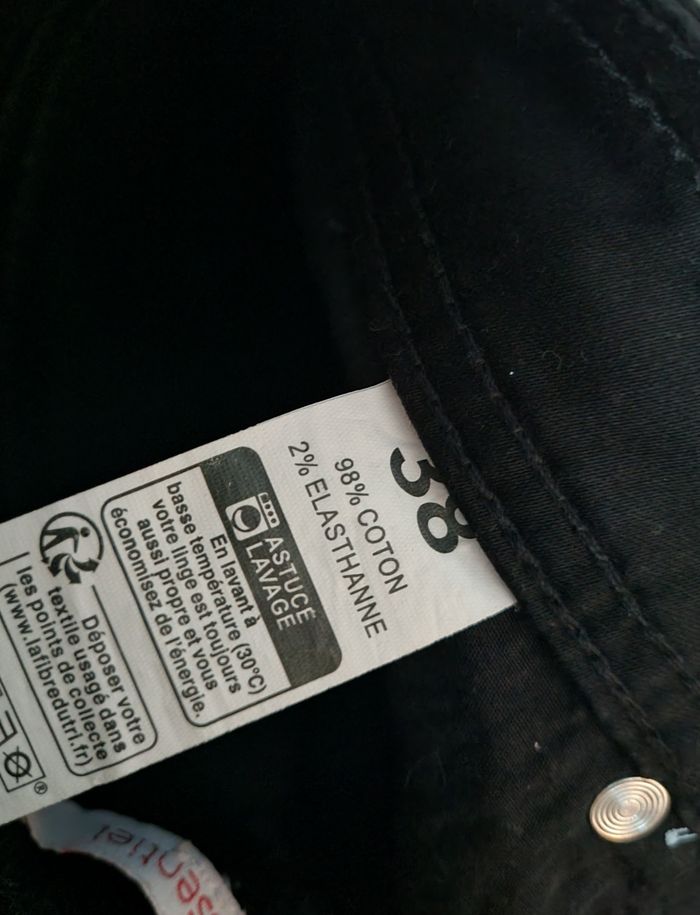 38
98% COTON
2% ELASTHANNE
ASTUCE
LAVAGE
En lavant à
basse température (30°C)
votre linge est toujours
aussi propre et vous
économisez de l'énergie.
Déposer votre
textile usagé dans
les points de collecte
(www.lafibredutri.fr)
®